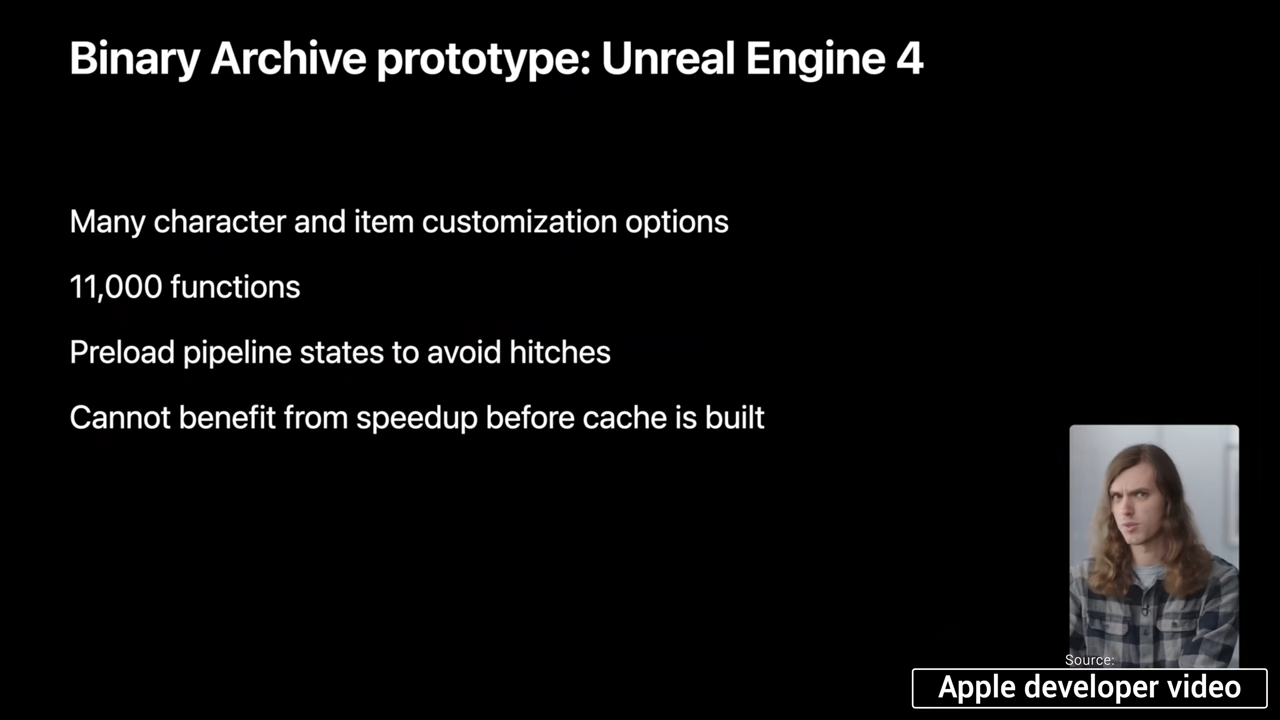 Binary Archive prototype: Unreal Engine 4
Many character and item customization options
11,000 functions
Preload pipeline states to avoid hitches
Cannot benefit from speedup before cache is built
Source:
Apple developer video